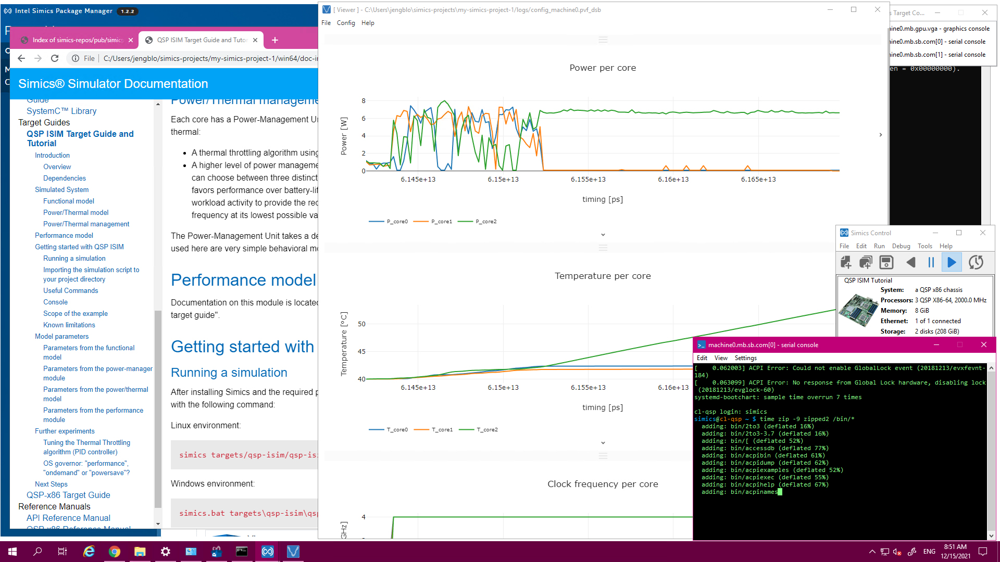 Intel Simics Package Manager 1.2.2
Index of simics-repos/pub/simics
QSP ISIM Target Guide and Tutor
File
C:/Users/jengblo/simics-projects/my-simics-project-1/win64/doc-in
Simics® Simulator Documentation
Guide
SystemC™ Library
Target Guides
QSP ISIM Target Guide and
Tutorial
Introduction
Overview
Dependencies
Simulated System
Functional model
Power/Thermal model
Power/Thermal management
Performance model
Getting started with QSP ISIM
Running a simulation
Importing the simulation script to
your project directory
Useful Commands
Console
Scope of the example
Known limitations
Model parameters
Parameters from the functional
model
Parameters from the power-manager
module
Parameters from the power/thermal
model
Parameters from the performance
module
Further experiments
Tuning the Thermal Throttling
algorithm (PID controller)
OS governor: "performance",
"ondemand" or "powersave"?
Next Steps
QSP-x86 Target Guide
Reference Manuals
API Reference Manual
QSP-x86 Reference Manual
Power/Thermal manageme
Each core has a Power-Management Un
thermal:
A thermal throttling algorithm using
A higher level of power manageme
can choose between three distinct
favors performance over battery-lif
workload activity to provide the rec
frequency at its lowest possible va
The Power-Management Unit takes a de
used here are very simple behavioral mo
Performance model
Documentation on this module is located
target guide".
Getting started with
Running a simulation
After installing Simics and the required p
with the following command:
Linux environment:
simics targets/qsp-isim/qsp-isi
Windows environment:
simics.bat targets\qsp-isim\qsp
[ Viewer ] - C:\Users\jengblo\simics-projects\my-simics-project-1/logs/config_machine0.pvf_dsb
File Config Help
Power per core
Power [W]
8
6
4
2
0
6.145e+13 6.15e+13 6.155e+13 6.16e+13 6.165e+13
timing [ps]
P_core0 P_core1 P_core2
Temperature per core
Temperature [°C]
50
45
40
6.145e+13 6.15e+13 6.155e+13 6.16e+13
timing [ps]
T_core0 T_core1 T_core2
Clock frequency per core
4
GHz]
s Target Co...
ine0.mb.gpu.vga - graphics console
ine0.mb.sb.com[0] - serial console
ine0.mb.sb.com[1] - serial console
en = 0x00000000).
Simics Control
File Edit Run Debug Tools Help
QSP ISIM Tutorial
System: a QSP x86 chassis
Processors: 3 QSP X86-64, 2000.0 MHz
Memory: 8 GiB
Ethernet: 1 of 1 connected
Storage: 2 disks (208 GiB)
machine0.mb.sb.com[0] - serial console
Edit View Settings
[    0.062003] ACPI Error: Could not enable GlobalLock event (20181213/evxfevnt-
184)
[    0.063099] ACPI Error: No response from Global Lock hardware, disabling lock
(20181213/evglock-60)
systemd-bootchart: sample time overrun 7 times
cl-qsp login: simics
simics@cl-qsp ~ $ time zip -9 zipped2 /bin/*
adding: bin/2to3 (deflated 16%)
adding: bin/2to3-3.7 (deflated 16%)
adding: bin/[ (deflated 52%)
adding: bin/accessdb (deflated 77%)
adding: bin/acpibin (deflated 61%)
adding: bin/acpidump (deflated 62%)
adding: bin/acpiexamples (deflated 52%)
adding: bin/acpiexec (deflated 55%)
adding: bin/acpihelp (deflated 67%)
adding: bin/acpinames
ENG
8:51 AM
12/15/2021